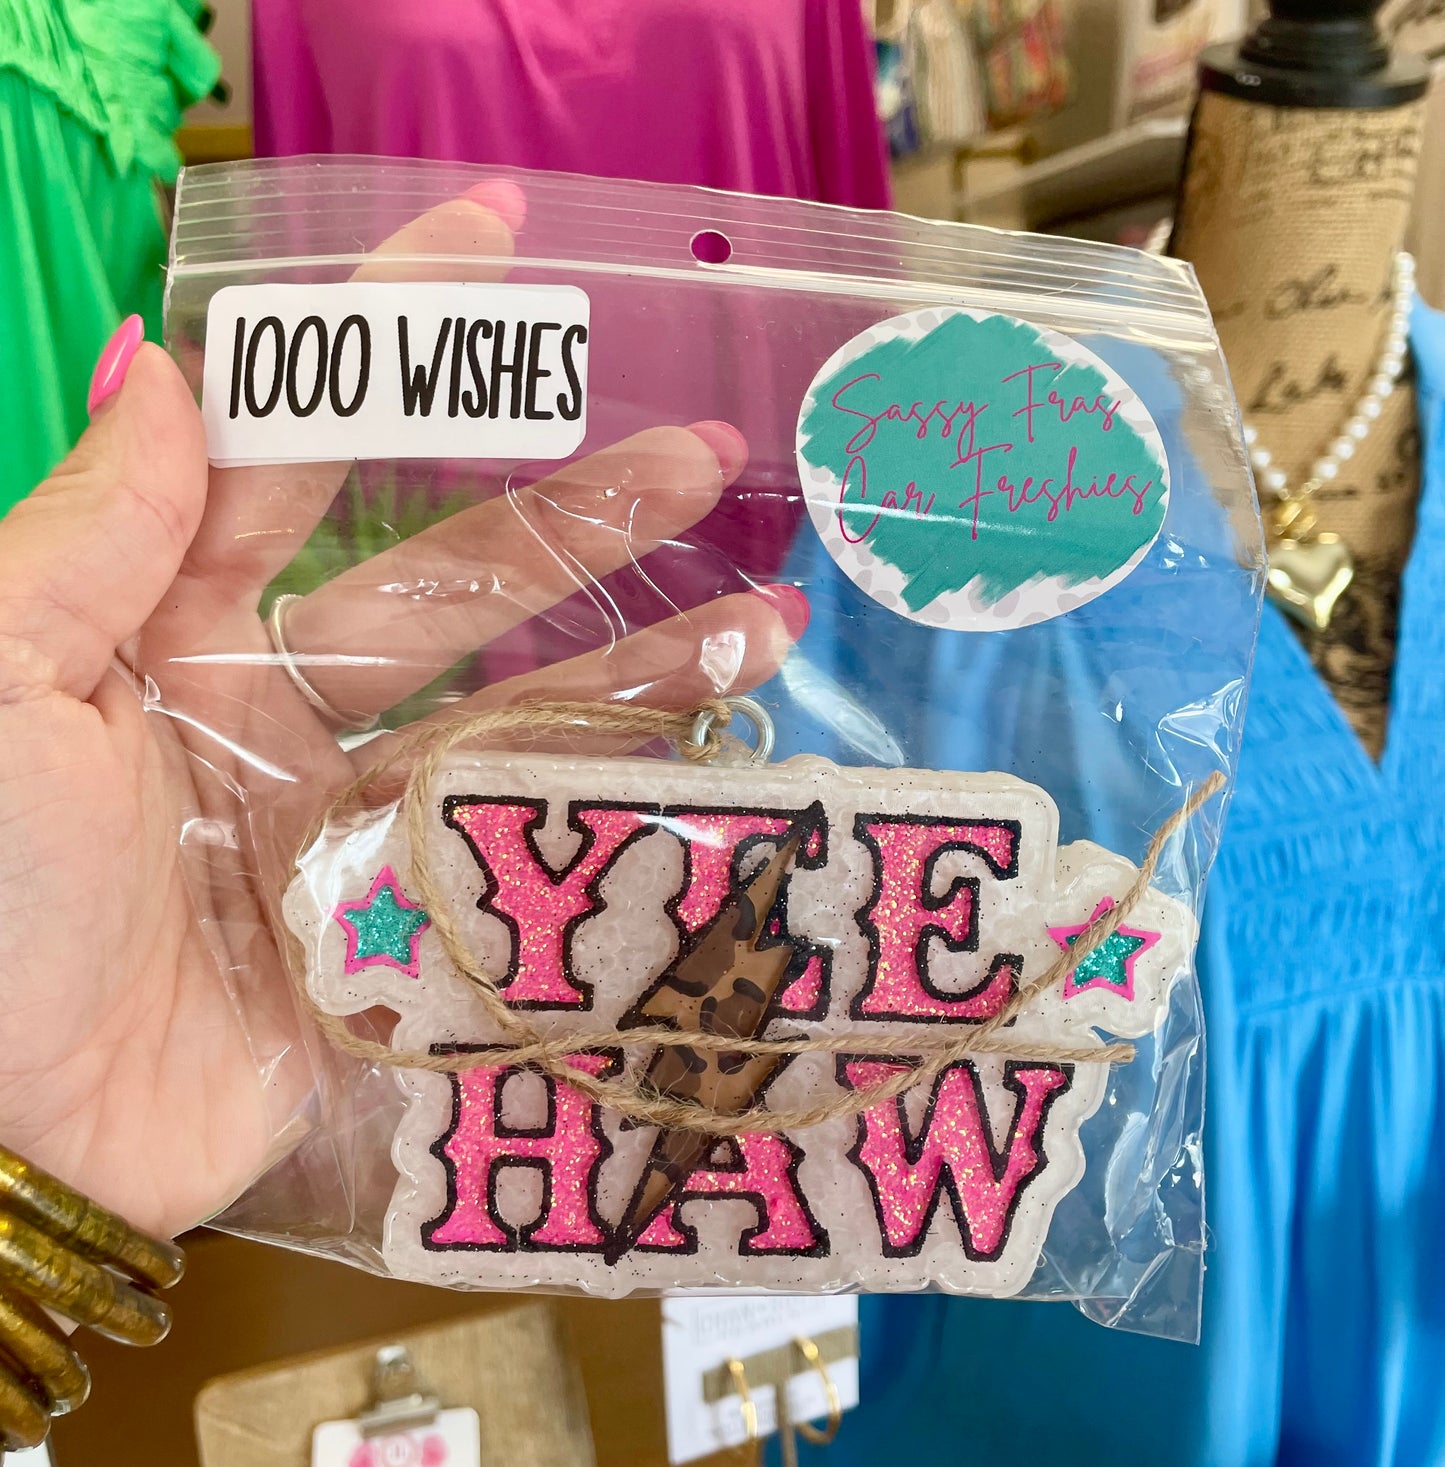 1000 WISHES
Sassy Fras
Car Freshies
YEE
HAW